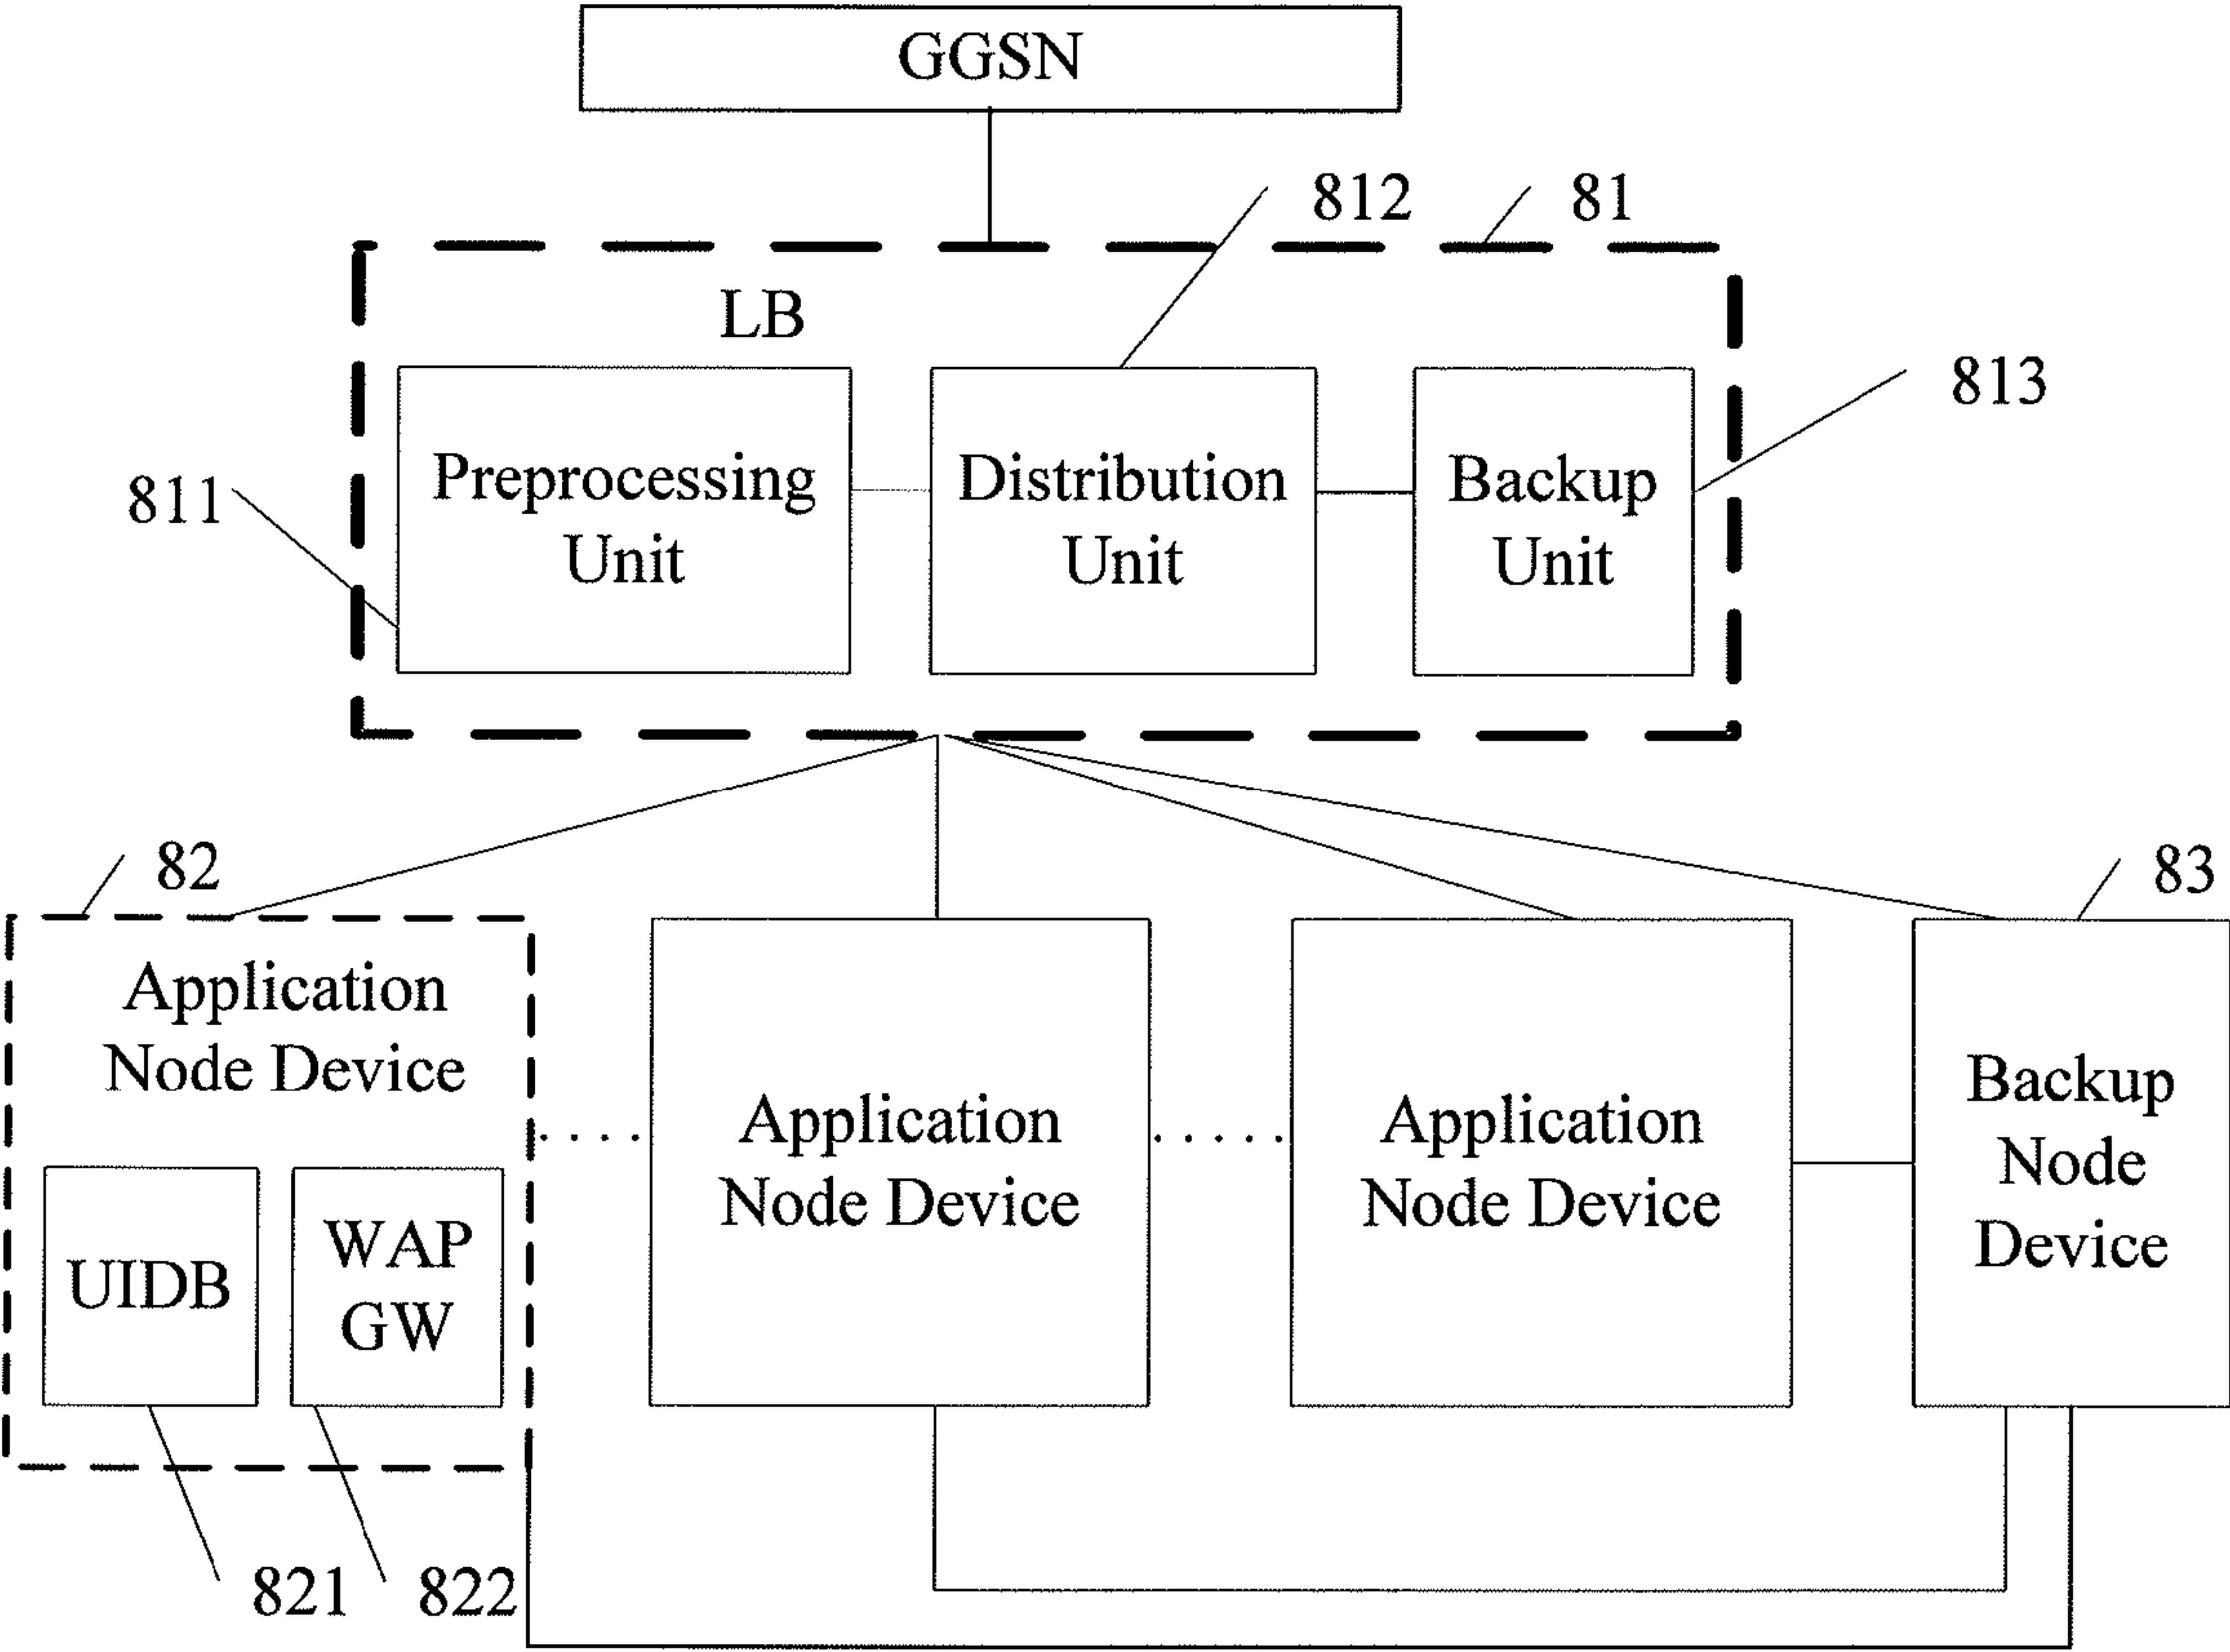 GGSN
812
81
LB
813
811
Preprocessing
Unit
Distribution
Unit
Backup
Unit
82
83
Application
Node Device
UIDB
WAP
GW
Application
Node Device
Application
Node Device
Backup
Node
Device
821
822